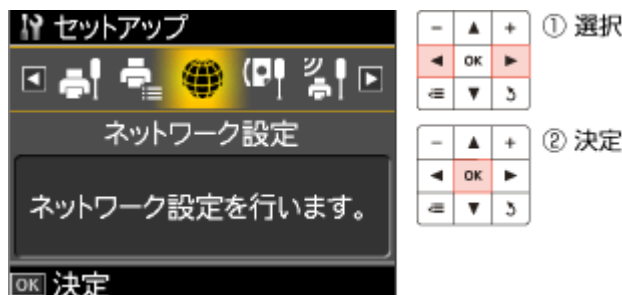 セットアップ
ネットワーク設定
ネットワーク設定を行います。
OK 決定
① 選択
- +
OK
② 決定
- +
OK